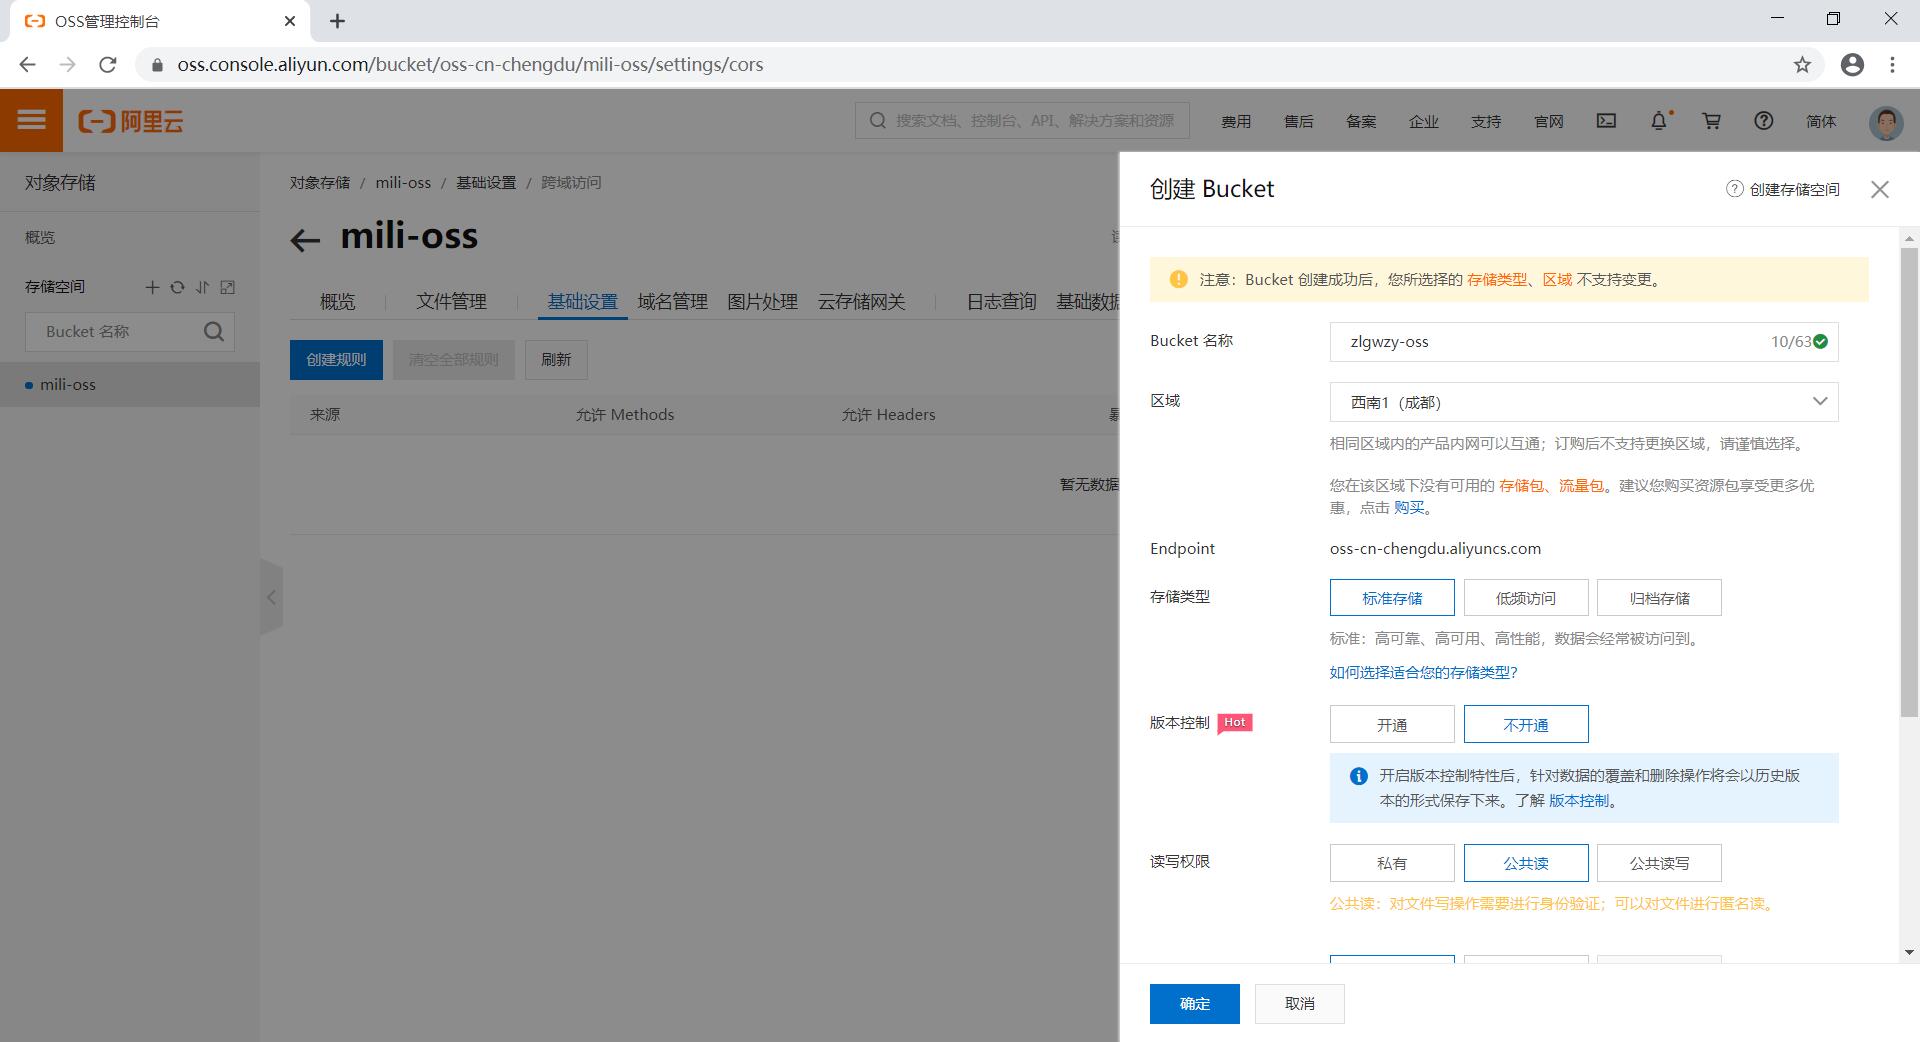 OSS管理控制台
oss.console.aliyun.com/bucket/oss-cn-chengdu/mili-oss/settings/cors
阿里云
搜索文档、控制台、API、解决方案和资源
费用 售后 备案 企业 支持 官网 简体
对象存储
概览
存储空间
Bucket 名称
mili-oss
对象存储 / mili-oss / 基础设置 / 跨域访问
mili-oss
概览 文件管理 基础设置 域名管理 图片处理 云存储网关 日志查询 基础数据
创建规则 清空全部规则 刷新
来源 允许 Methods 允许 Headers
暂无数据
创建 Bucket
创建存储空间
注意：Bucket 创建成功后，您所选择的 存储类型、区域 不支持变更。
Bucket 名称 zlgwzy-oss 10/63
区域 西南1（成都）
相同区域内的产品内网可以互通；订购后不支持更换区域，请谨慎选择。
您在该区域下没有可用的 存储包、流量包。建议您购买资源包享受更多优
惠，点击 购买。
Endpoint oss-cn-chengdu.aliyuncs.com
存储类型 标准存储 低频访问 归档存储
标准：高可靠、高可用、高性能，数据会经常被访问到。
如何选择适合您的存储类型？
版本控制 Hot 开通 不开通
开启版本控制特性后，针对数据的覆盖和删除操作将会以历史版
本的形式保存下来。了解 版本控制。
读写权限 私有 公共读 公共读写
公共读：对文件写操作需要进行身份验证；可以对文件进行匿名读。
确定 取消